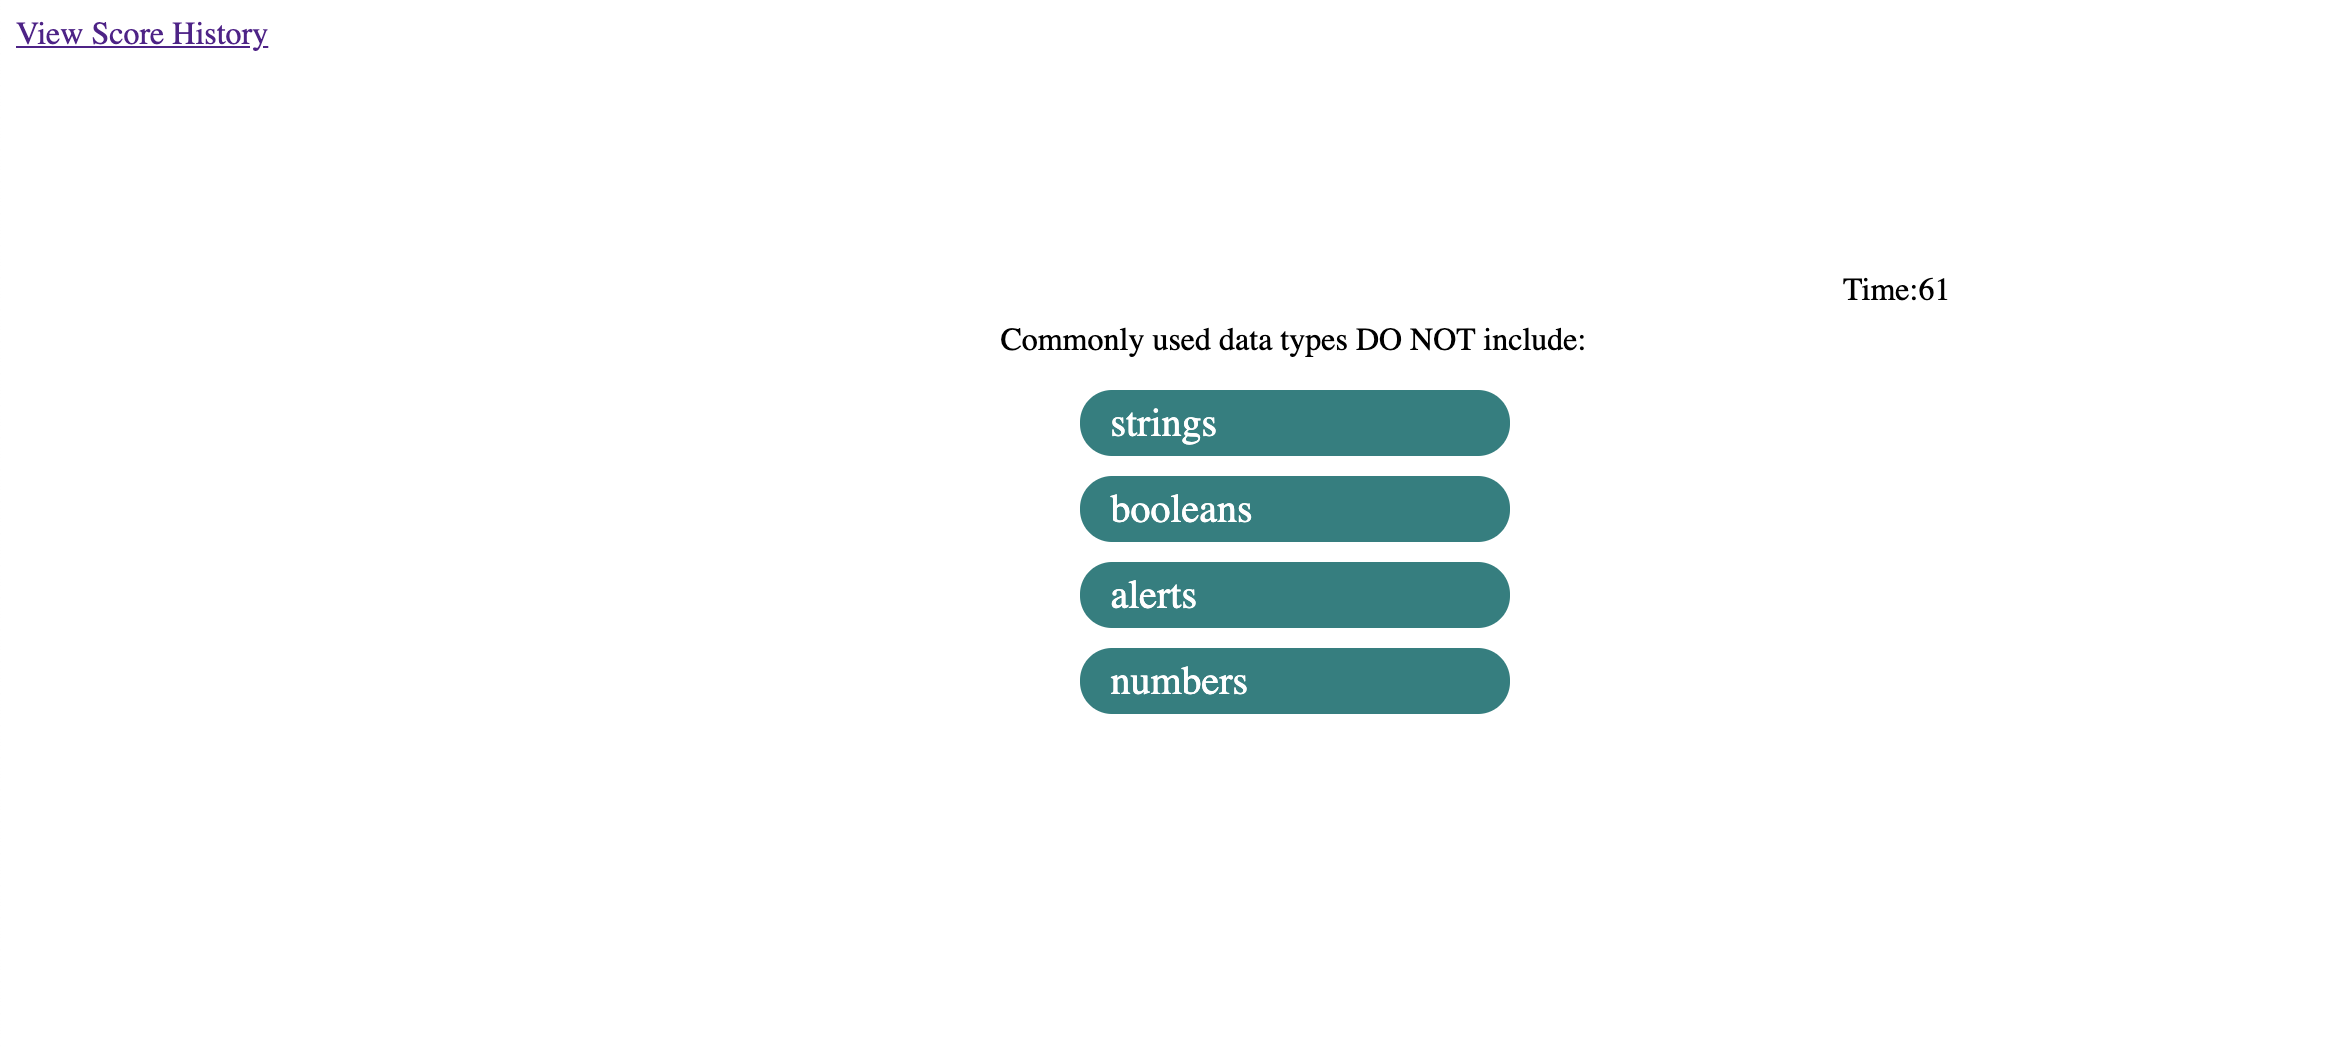 View Score History
Time:61
Commonly used data types DO NOT include:
strings
booleans
alerts
numbers